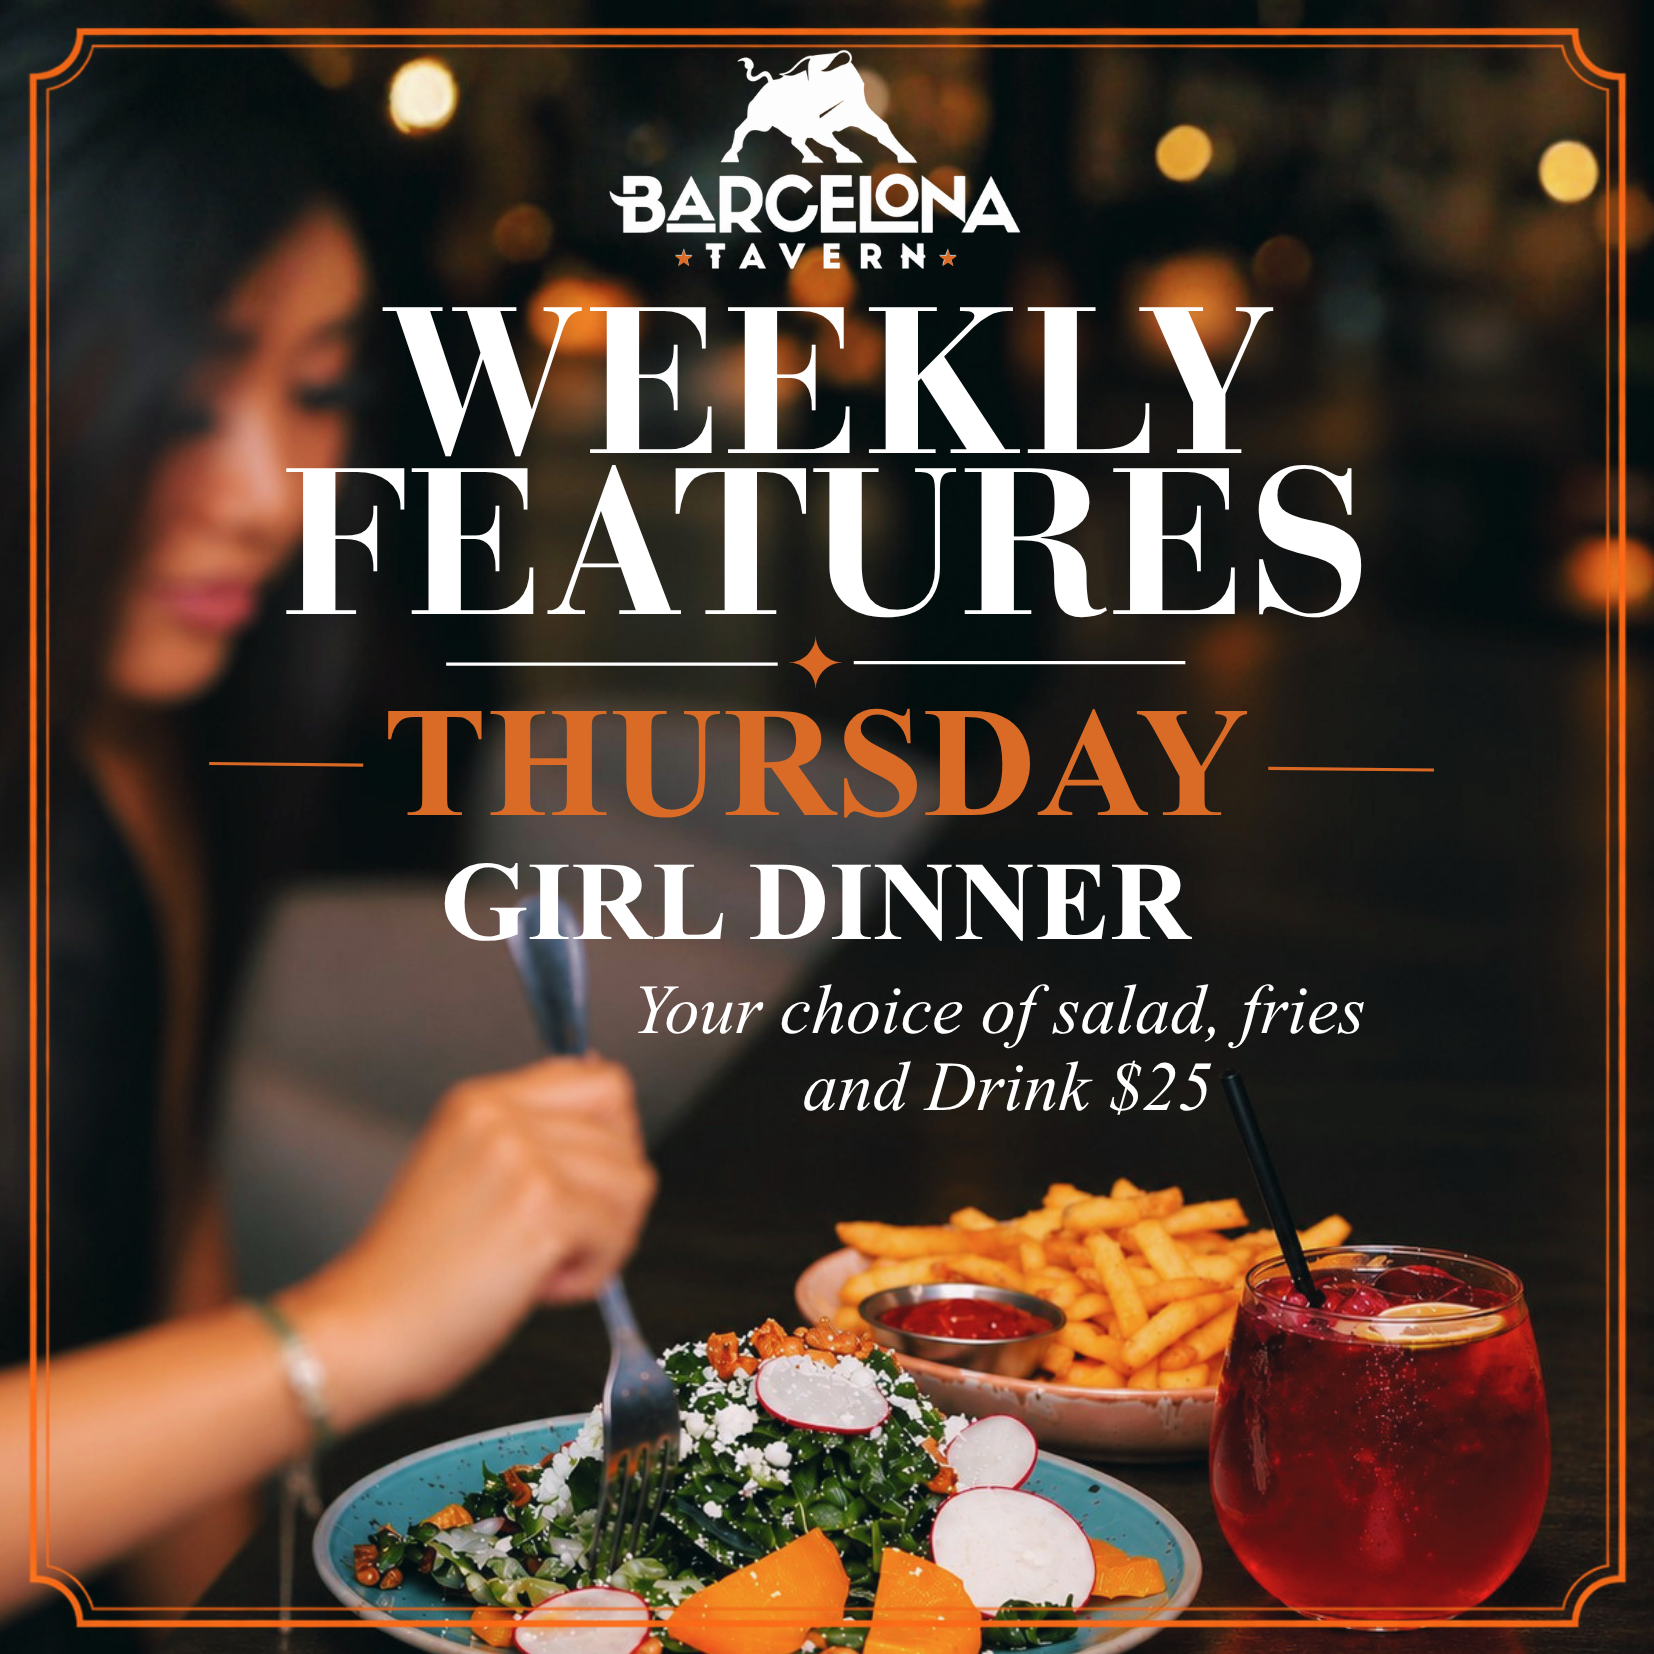 BARCELONA
TAVERN
WEEKLY
FEATURES
THURSDAY
GIRL DINNER
Your choice of salad, fries
and Drink $25